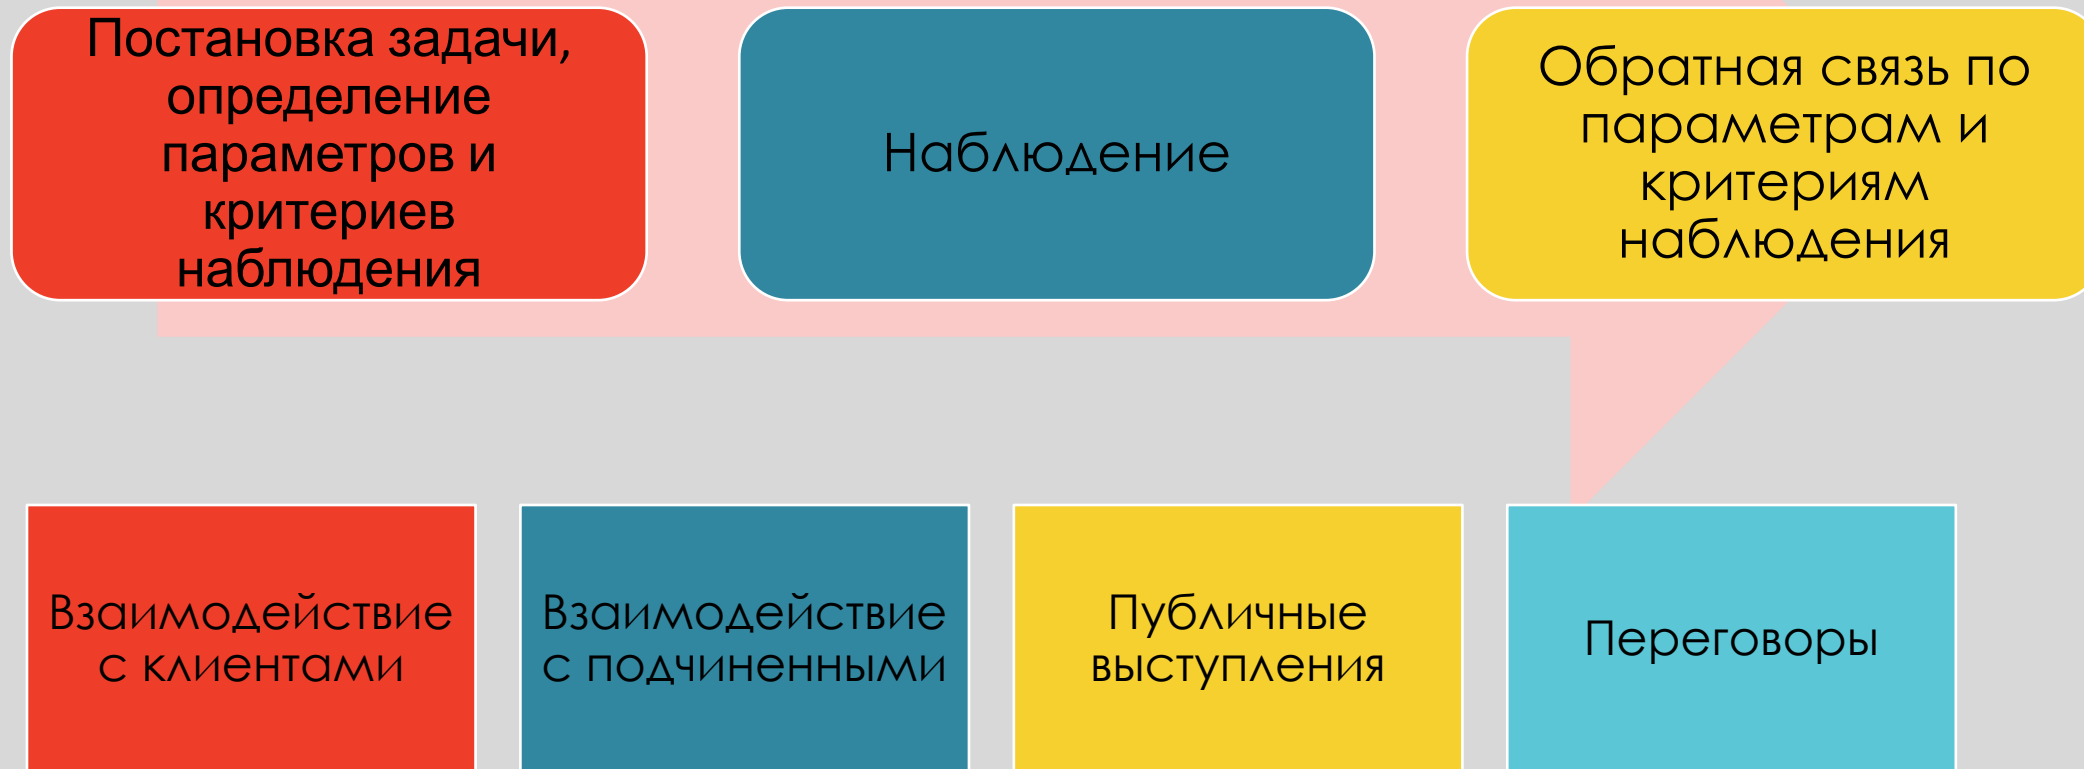 Постановка задачи,
определение
параметров и
критериев
наблюдения
Наблюдение
Обратная связь по
параметрам и
критериям
наблюдения
Взаимодействие
с клиентами
Взаимодействие
с подчиненными
Публичные
выступления
Переговоры